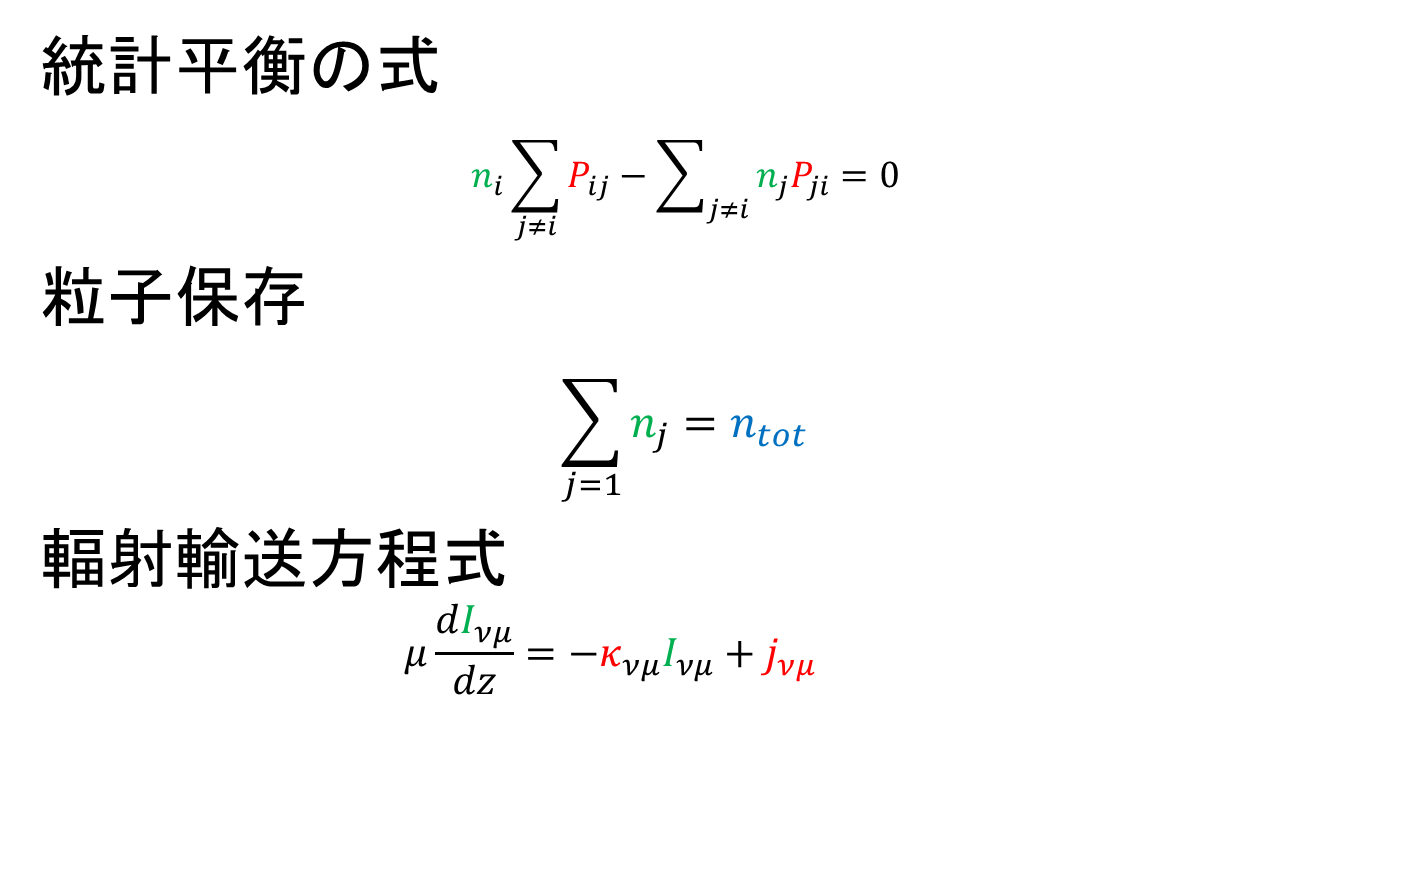 統計平衡の式
n_i ∑_{j≠i} P_{ij} − ∑_{j≠i} n_j P_{ji} = 0
粒子保存
∑_{j=1} n_j = n_{tot}
輻射輸送方程式
μ dI_{νμ}/dz = −κ_{νμ} I_{νμ} + j_{νμ}